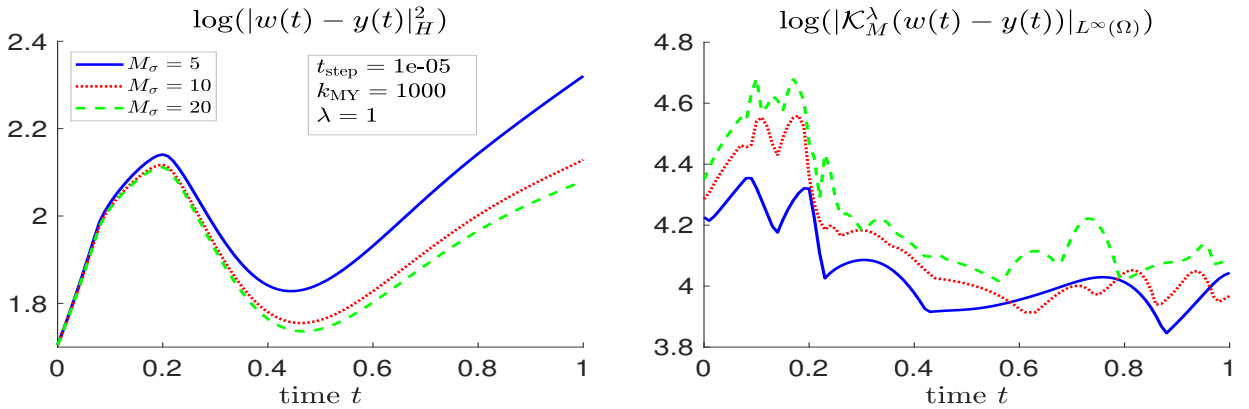 log(|w(t) − y(t)|²_H)
2.4
2.2
2
1.8
M_σ = 5
M_σ = 10
M_σ = 20
t_step = 1e-05
k_MY = 1000
λ = 1
0 0.2 0.4 0.6 0.8 1
time t
log(|𝒦_M^λ(w(t) − y(t))|_{L^∞(Ω)})
4.8
4.6
4.4
4.2
4
3.8
0 0.2 0.4 0.6 0.8 1
time t